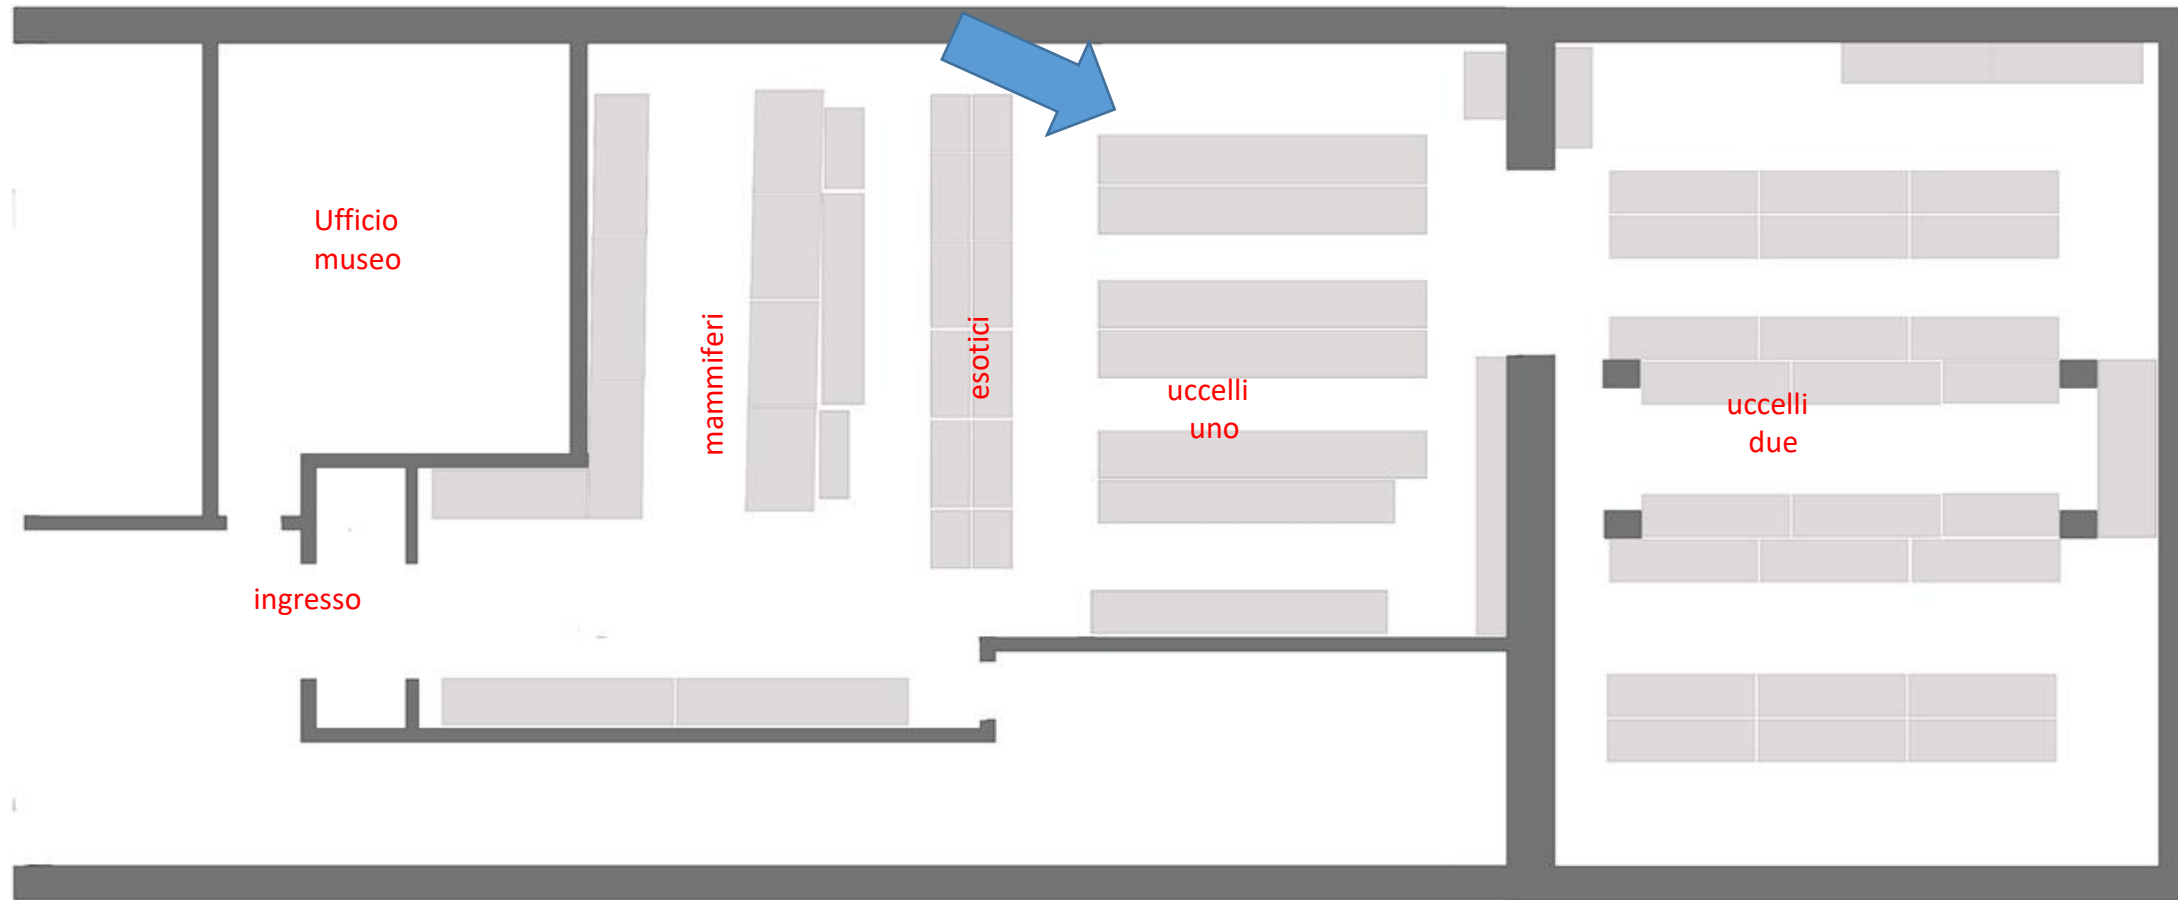 Ufficio
museo
mammiferi
esotici
uccelli
uno
uccelli
due
ingresso